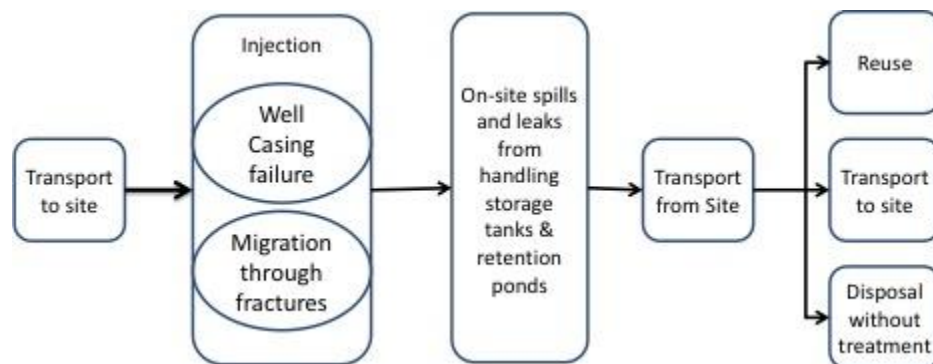 Transport
to site
Injection
Well
Casing
failure
Migration
through
fractures
On-site spills
and leaks
from
handling
storage
tanks &
retention
ponds
Transport
from Site
Reuse
Transport
to site
Disposal
without
treatment